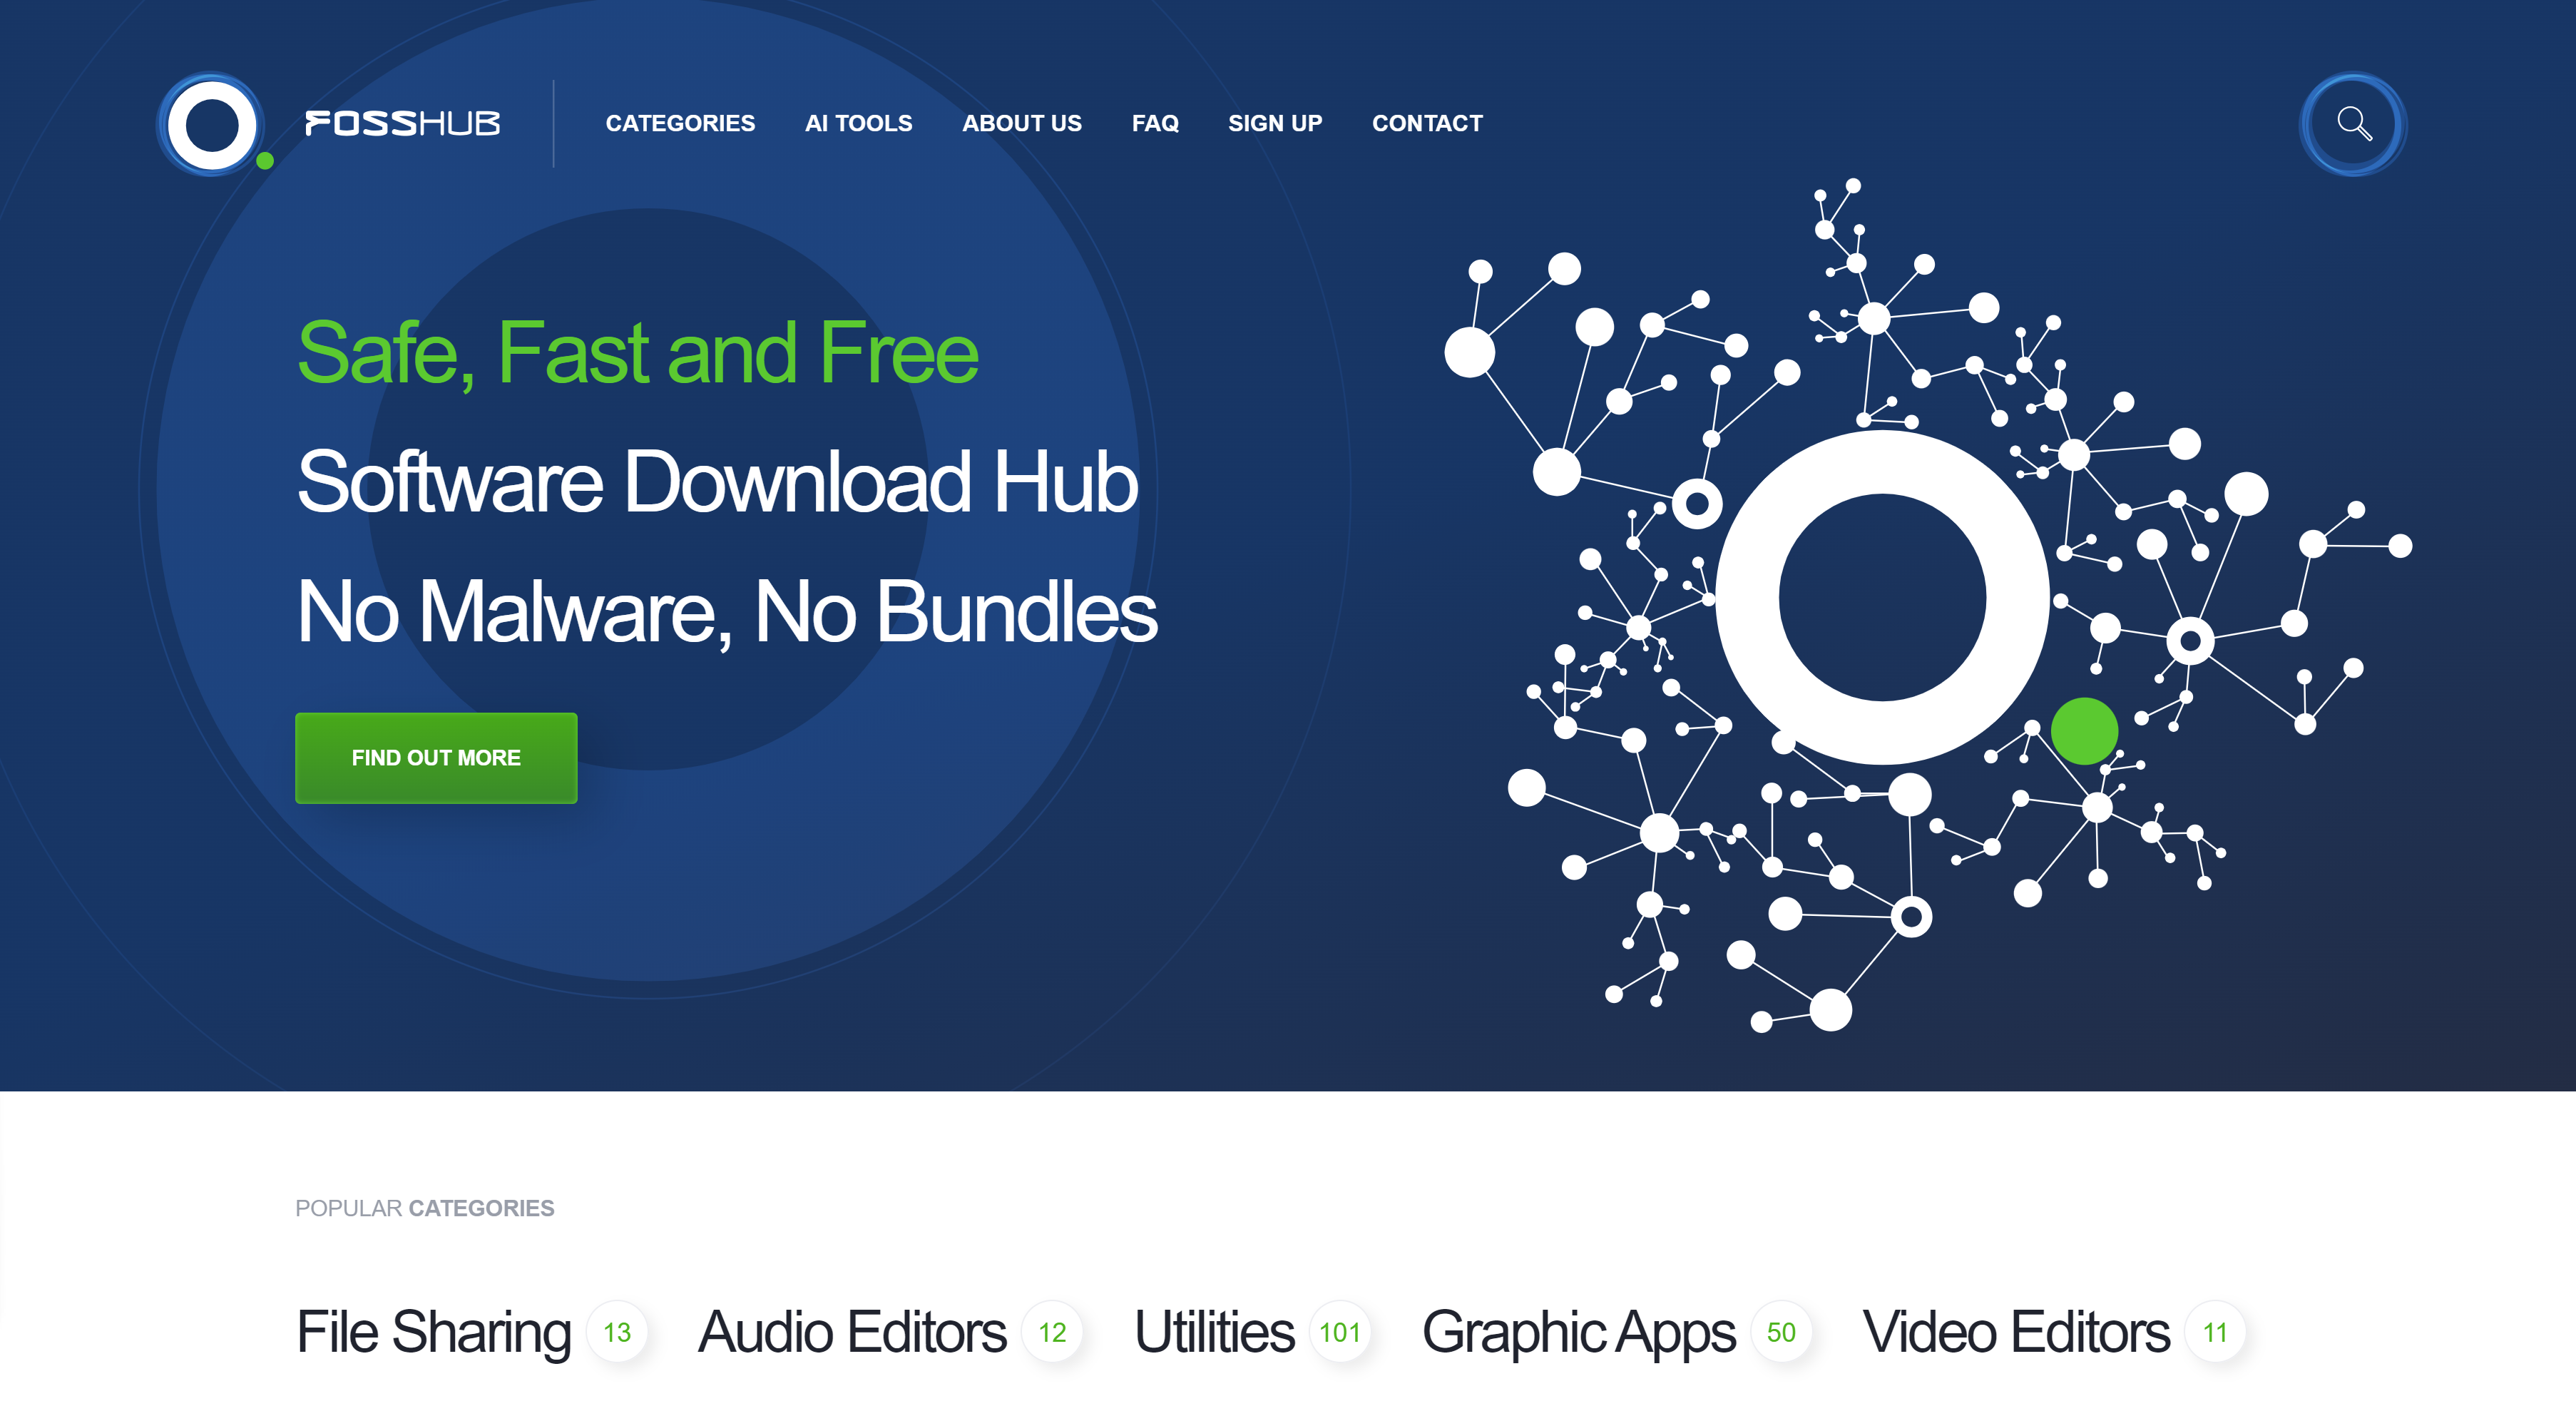 FOSSHUB
CATEGORIES AI TOOLS ABOUT US FAQ SIGN UP CONTACT
Safe, Fast and Free
Software Download Hub
No Malware, No Bundles
FIND OUT MORE
POPULAR CATEGORIES
File Sharing 13 Audio Editors 12 Utilities 101 Graphic Apps 50 Video Editors 11